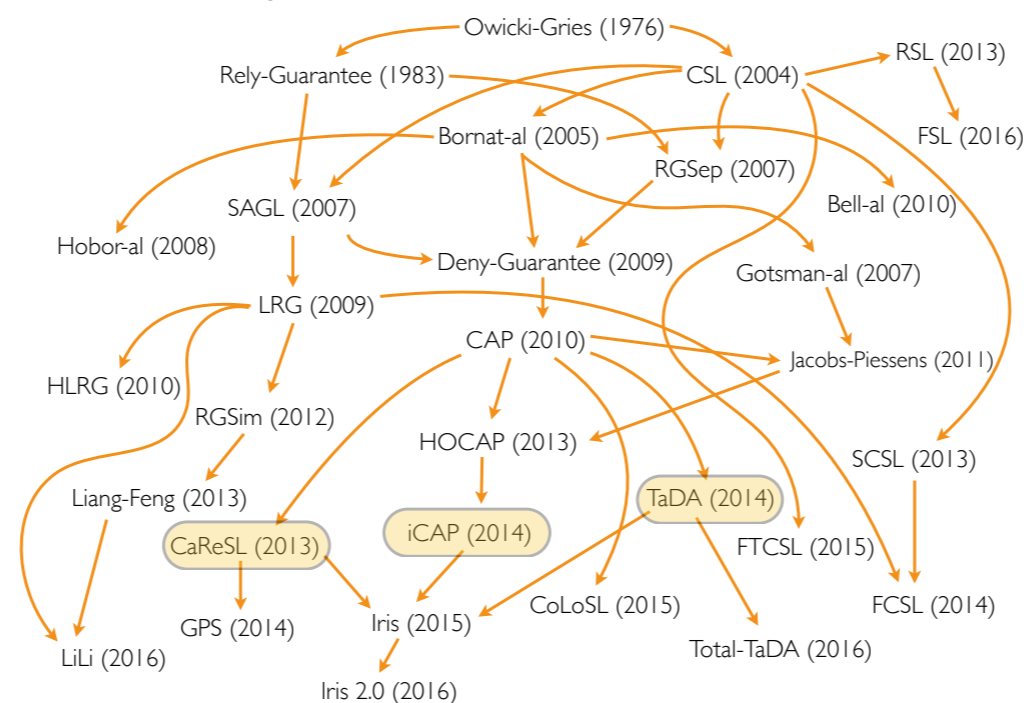 Owicki-Gries (1976)
RSL (2013)
Rely-Guarantee (1983)
CSL (2004)
Bornat-al (2005)
FSL (2016)
RGSep (2007)
SAGL (2007)
Bell-al (2010)
Hobor-al (2008)
Deny-Guarantee (2009)
Gotsman-al (2007)
LRG (2009)
CAP (2010)
Jacobs-Piessens (2011)
HLRG (2010)
RGSim (2012)
HOCAP (2013)
SCSL (2013)
Liang-Feng (2013)
TaDA (2014)
CaReSL (2013)
iCAP (2014)
FTCSL (2015)
CoLoSL (2015)
FCSL (2014)
GPS (2014)
Iris (2015)
Total-TaDA (2016)
LiLi (2016)
Iris 2.0 (2016)